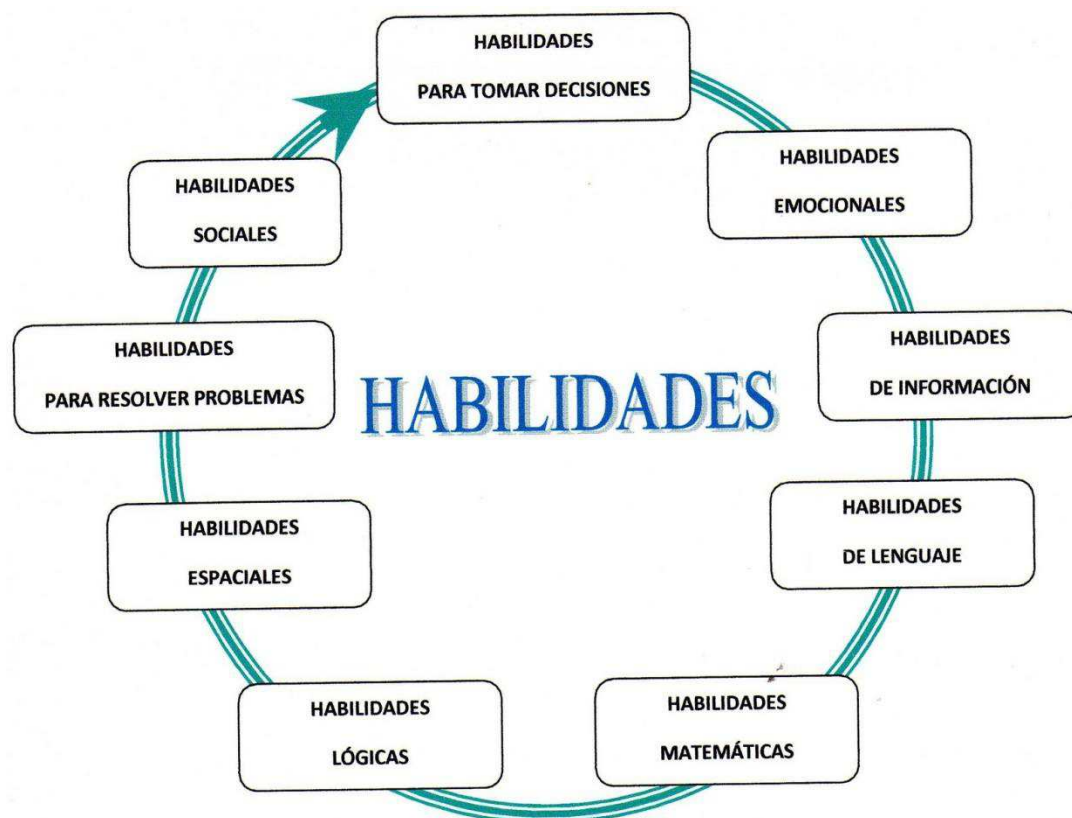 HABILIDADES
PARA TOMAR DECISIONES
HABILIDADES
EMOCIONALES
HABILIDADES
DE INFORMACIÓN
HABILIDADES
DE LENGUAJE
HABILIDADES
MATEMÁTICAS
HABILIDADES
LÓGICAS
HABILIDADES
ESPACIALES
HABILIDADES
PARA RESOLVER PROBLEMAS
HABILIDADES
SOCIALES
HABILIDADES